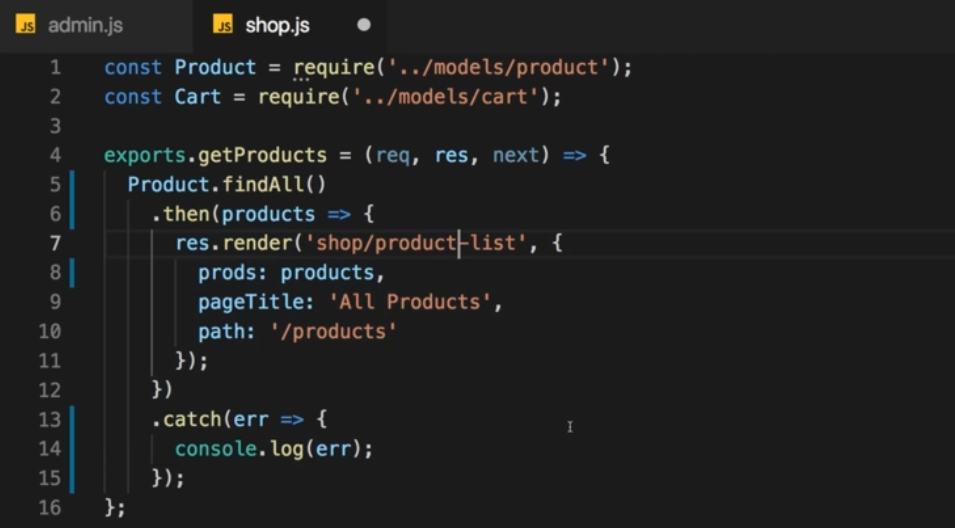 JS admin.js JS shop.js
1 const Product = require('../models/product');
2 const Cart = require('../models/cart');
3
4 exports.getProducts = (req, res, next) => {
5   Product.findAll()
6     .then(products => {
7       res.render('shop/product-list', {
8         prods: products,
9         pageTitle: 'All Products',
10         path: '/products'
11       });
12     })
13     .catch(err => {
14       console.log(err);
15     });
16 };